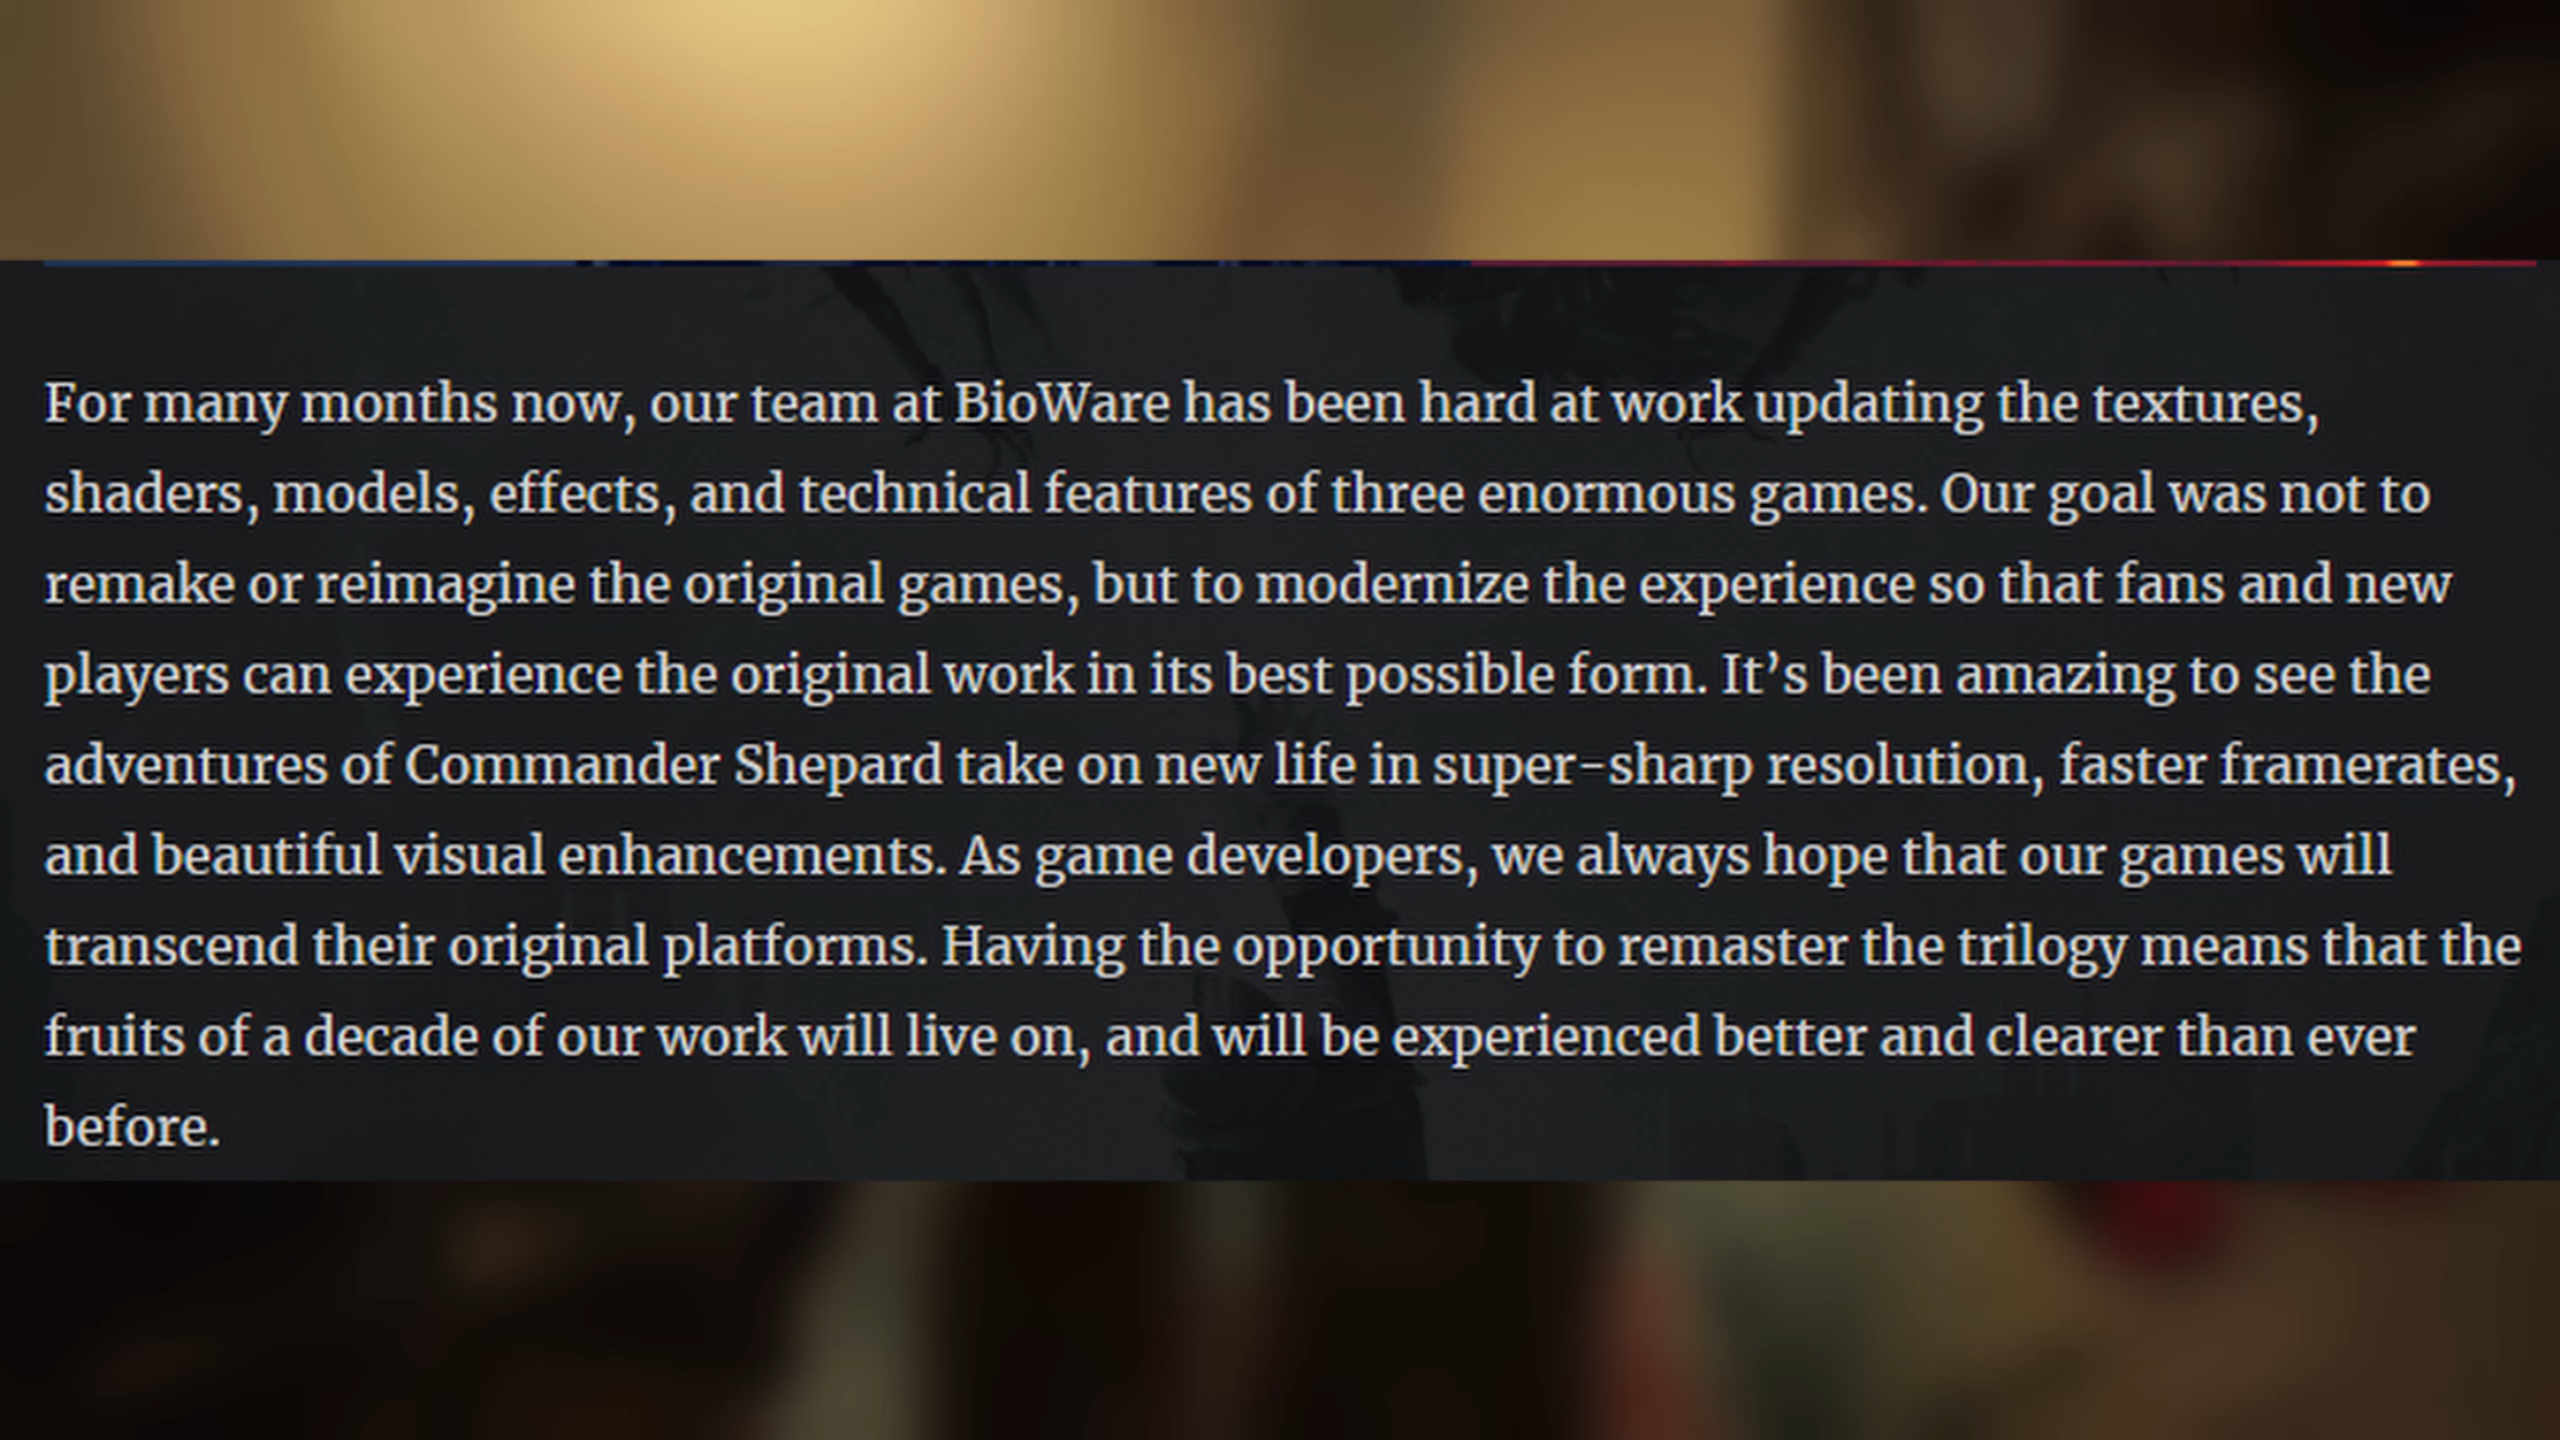 For many months now, our team at BioWare has been hard at work updating the textures,
shaders, models, effects, and technical features of three enormous games. Our goal was not to
remake or reimagine the original games, but to modernize the experience so that fans and new
players can experience the original work in its best possible form. It’s been amazing to see the
adventures of Commander Shepard take on new life in super-sharp resolution, faster framerates,
and beautiful visual enhancements. As game developers, we always hope that our games will
transcend their original platforms. Having the opportunity to remaster the trilogy means that the
fruits of a decade of our work will live on, and will be experienced better and clearer than ever
before.